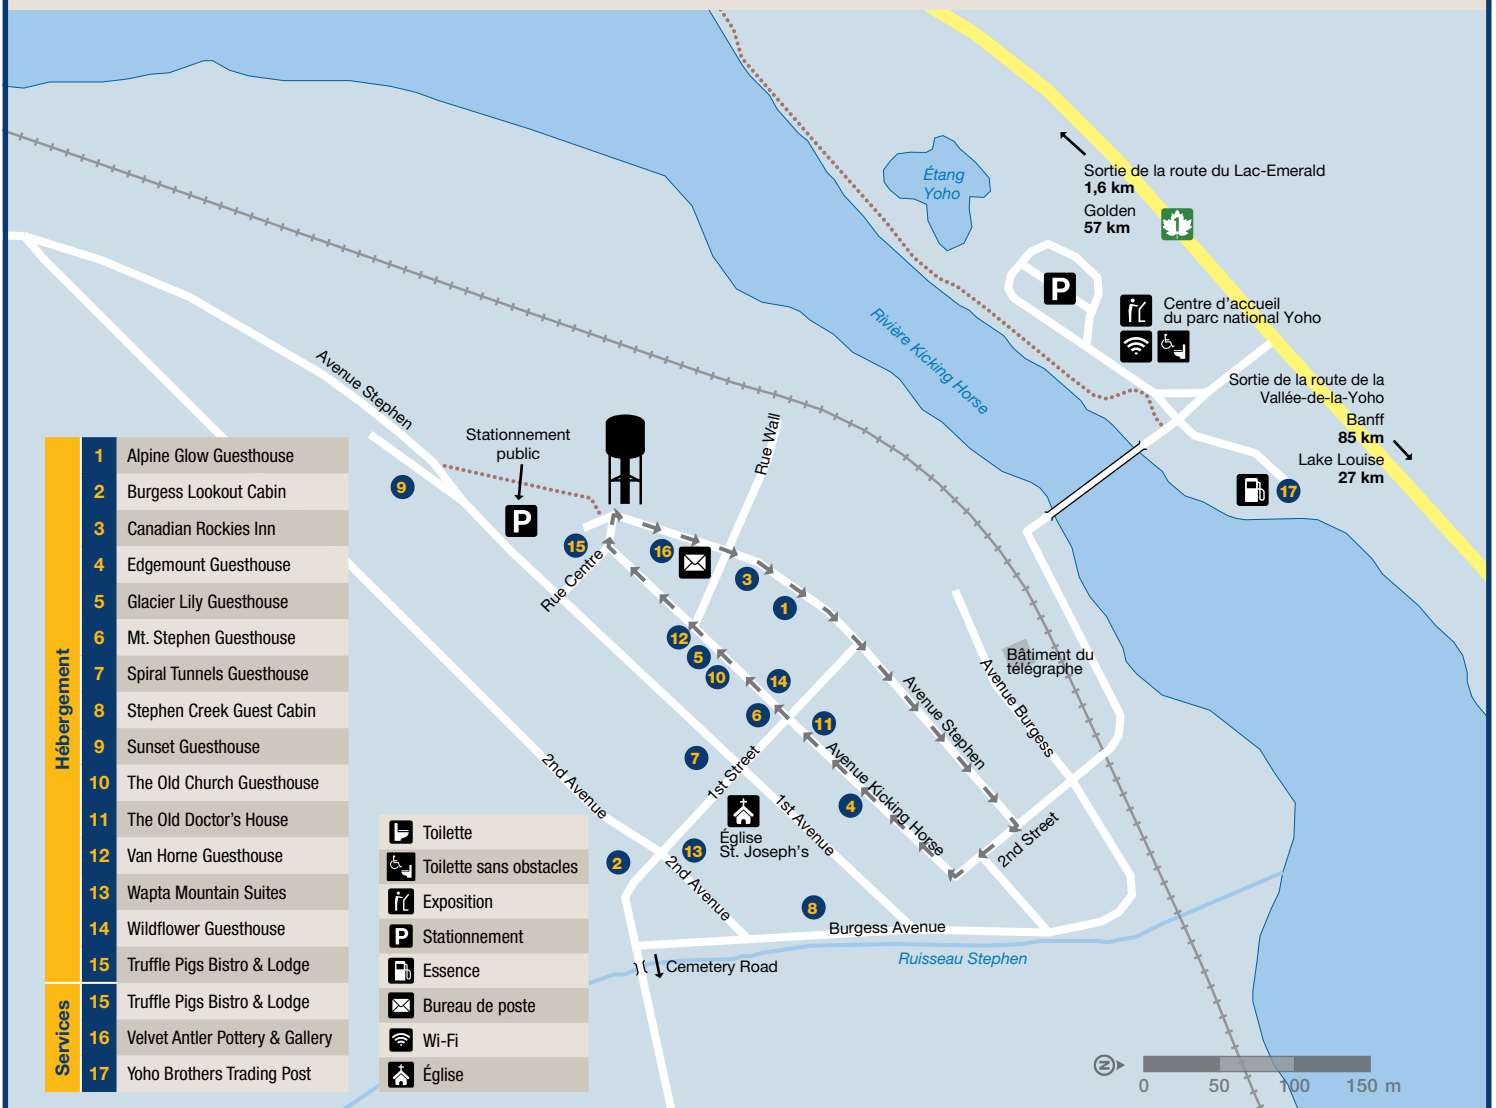 Étang
Yoho
Sortie de la route du Lac-Emerald
1,6 km
Golden
57 km
1
P
Centre d'accueil
du parc national Yoho
Rivière Kicking Horse
Sortie de la route de la
Vallée-de-la-Yoho
Banff
85 km
Lake Louise
27 km
17
Avenue Stephen
Stationnement
public
P
9
Rue Wall
15
16
3
1
Rue Centre
12
5
10
14
6
11
7
Bâtiment du
télégraphe
Avenue Burgess
Avenue Stephen
2nd Avenue
1st Street
1st Avenue
Avenue Kicking Horse
4
2nd Street
Église
St. Joseph's
13
2
2nd Avenue
8
Burgess Avenue
Ruisseau Stephen
Cemetery Road
Hébergement
1 Alpine Glow Guesthouse
2 Burgess Lookout Cabin
3 Canadian Rockies Inn
4 Edgemount Guesthouse
5 Glacier Lily Guesthouse
6 Mt. Stephen Guesthouse
7 Spiral Tunnels Guesthouse
8 Stephen Creek Guest Cabin
9 Sunset Guesthouse
10 The Old Church Guesthouse
11 The Old Doctor's House
12 Van Horne Guesthouse
13 Wapta Mountain Suites
14 Wildflower Guesthouse
15 Truffle Pigs Bistro & Lodge
Services
15 Truffle Pigs Bistro & Lodge
16 Velvet Antler Pottery & Gallery
17 Yoho Brothers Trading Post
Toilette
Toilette sans obstacles
Exposition
P Stationnement
Essence
Bureau de poste
Wi-Fi
Église
N
0 50 100 150 m